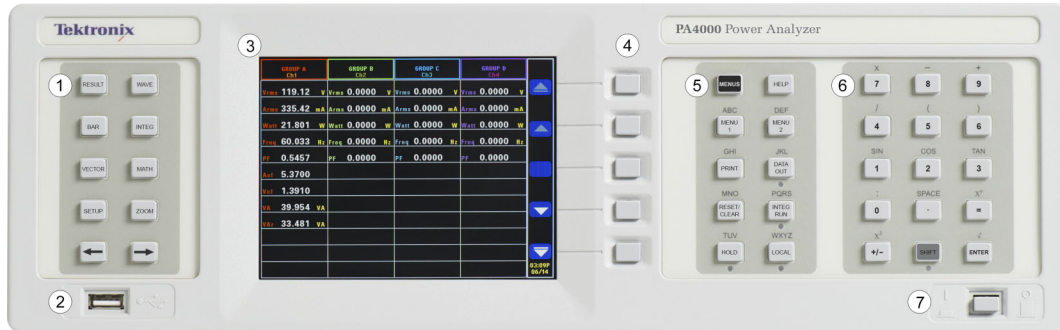 Tektronix
PA4000 Power Analyzer
1
RESULT WAVE
BAR INTEG
VECTOR MATH
SETUP ZOOM
2
3
GROUP A GROUP B GROUP C GROUP D
Ch1 Ch2 Ch3 Ch4
Vrms 119.12 V Vrms 0.0000 V Vrms 0.0000 V Vrms 0.0000 V
Arms 335.42 mA Arms 0.0000 mA Arms 0.0000 mA Arms 0.0000 mA
Watt 21.801 W Watt 0.0000 W Watt 0.0000 W Watt 0.0000 W
Freq 60.033 Hz Freq 0.0000 Hz Freq 0.0000 Hz Freq 0.0000 Hz
PF 0.5457 PF 0.0000 PF 0.0000 PF 0.0000
Acf 5.3700
Vcf 1.3910
VA 39.954 VA
VAr 33.481 VA
03:09P
06/14
4
5
MENUS HELP
ABC DEF
MENU 1 MENU 2
GHI JKL
PRINT DATA OUT
MNO PQRS
RESET/ CLEAR INTEG RUN
TUV WXYZ
HOLD LOCAL
6
X − +
7 8 9
/ ( )
4 5 6
SIN COS TAN
1 2 3
: SPACE
0 . =
X² √
+/− SHIFT ENTER
7